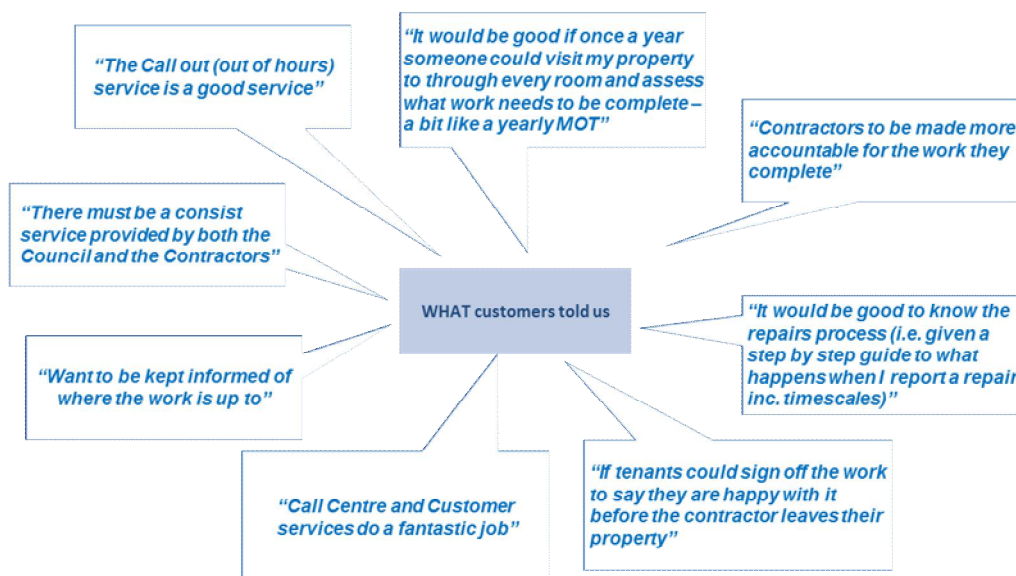 “The Call out (out of hours)
service is a good service”
“It would be good if once a year
someone could visit my property
to through every room and assess
what work needs to be complete –
a bit like a yearly MOT”
“Contractors to be made more
accountable for the work they
complete”
“There must be a consist
service provided by both the
Council and the Contractors”
WHAT customers told us
“It would be good to know the
repairs process (i.e. given a
step by step guide to what
happens when I report a repair
inc. timescales)”
“Want to be kept informed of
where the work is up to”
“Call Centre and Customer
services do a fantastic job”
“If tenants could sign off the work
to say they are happy with it
before the contractor leaves their
property”